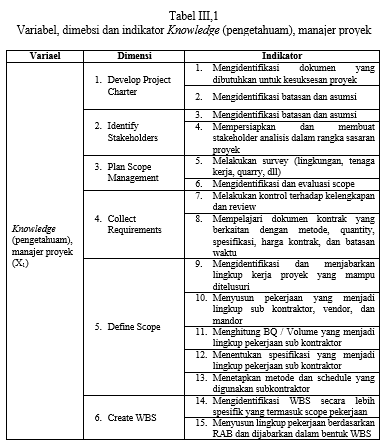 Tabel III,1
Variabel, dimebsi dan indikator Knowledge (pengetahuam), manajer proyek
Variael
Dimensi
Indikator
Knowledge
(pengetahuam),
manajer proyek
(X1)
1. Develop Project
Charter
1. Mengidentifikasi dokumen yang
dibutuhkan untuk kesuksesan proyek
2. Mengidentifikasi batasan dan asumsi
2. Identify
Stakeholders
3. Mengidentifikasi batasan dan asumsi
4. Mempersiapkan dan membuat
stakeholder analisis dalam rangka sasaran
proyek
3. Plan Scope
Management
5. Melakukan survey (lingkungan, tenaga
kerja, quarry, dll)
6. Mengidentifikasi dan evaluasi scope
4. Collect
Requirements
7. Melakukan kontrol terhadap kelengkapan
dan review
8. Mempelajari dokumen kontrak yang
berkaitan dengan metode, quantity,
spesifikasi, harga kontrak, dan batasan
waktu
5. Define Scope
9. Mengidentifikasi dan menjabarkan
lingkup kerja proyek yang mampu
ditelusuri
10. Menyusun pekerjaan yang menjadi
lingkup sub kontraktor, vendor, dan
mandor
11. Menghitung BQ / Volume yang menjadi
lingkup pekerjaan sub kontraktor
12. Menentukan spesifikasi yang menjadi
lingkup pekerjaan sub kontraktor
13. Menetapkan metode dan schedule yang
digunakan subkontraktor
6. Create WBS
14. Mengidentifikasi WBS secara lebih
spesifik yang termasuk scope pekerjaan
15. Menyusun lingkup pekerjaan berdasarkan
RAB dan dijabarkan dalam bentuk WBS